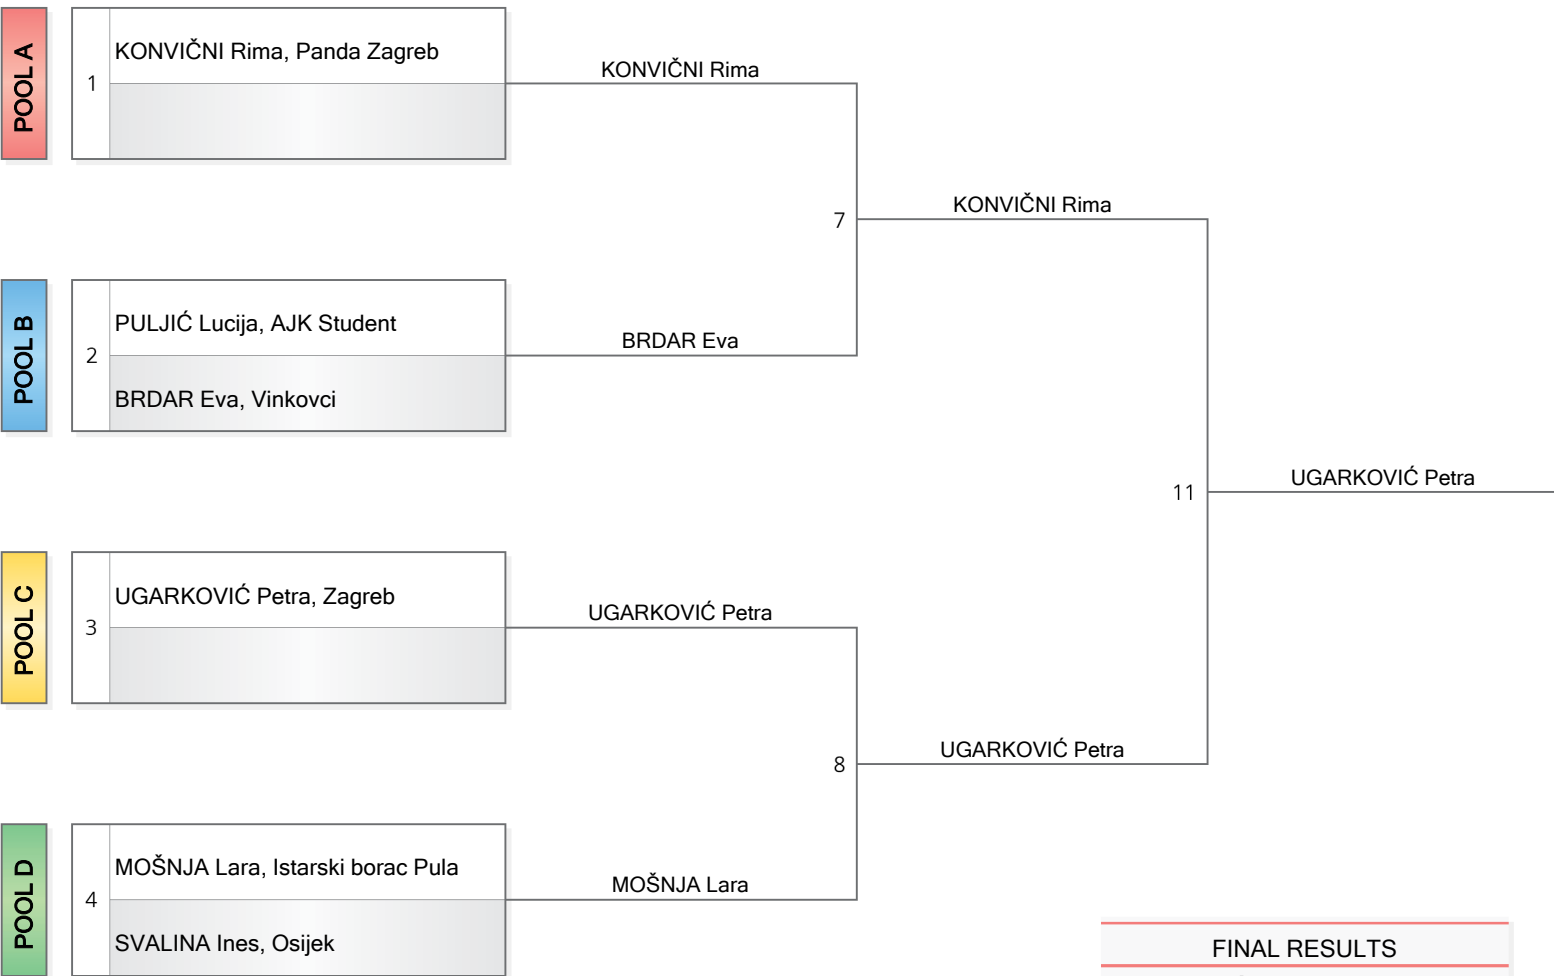 POOL A
1
KONVIČNI Rima, Panda Zagreb
KONVIČNI Rima
7
KONVIČNI Rima
POOL B
2
PULJIĆ Lucija, AJK Student
BRDAR Eva, Vinkovci
BRDAR Eva
11
UGARKOVIĆ Petra
POOL C
3
UGARKOVIĆ Petra, Zagreb
UGARKOVIĆ Petra
8
UGARKOVIĆ Petra
POOL D
4
MOŠNJA Lara, Istarski borac Pula
SVALINA Ines, Osijek
MOŠNJA Lara
FINAL RESULTS